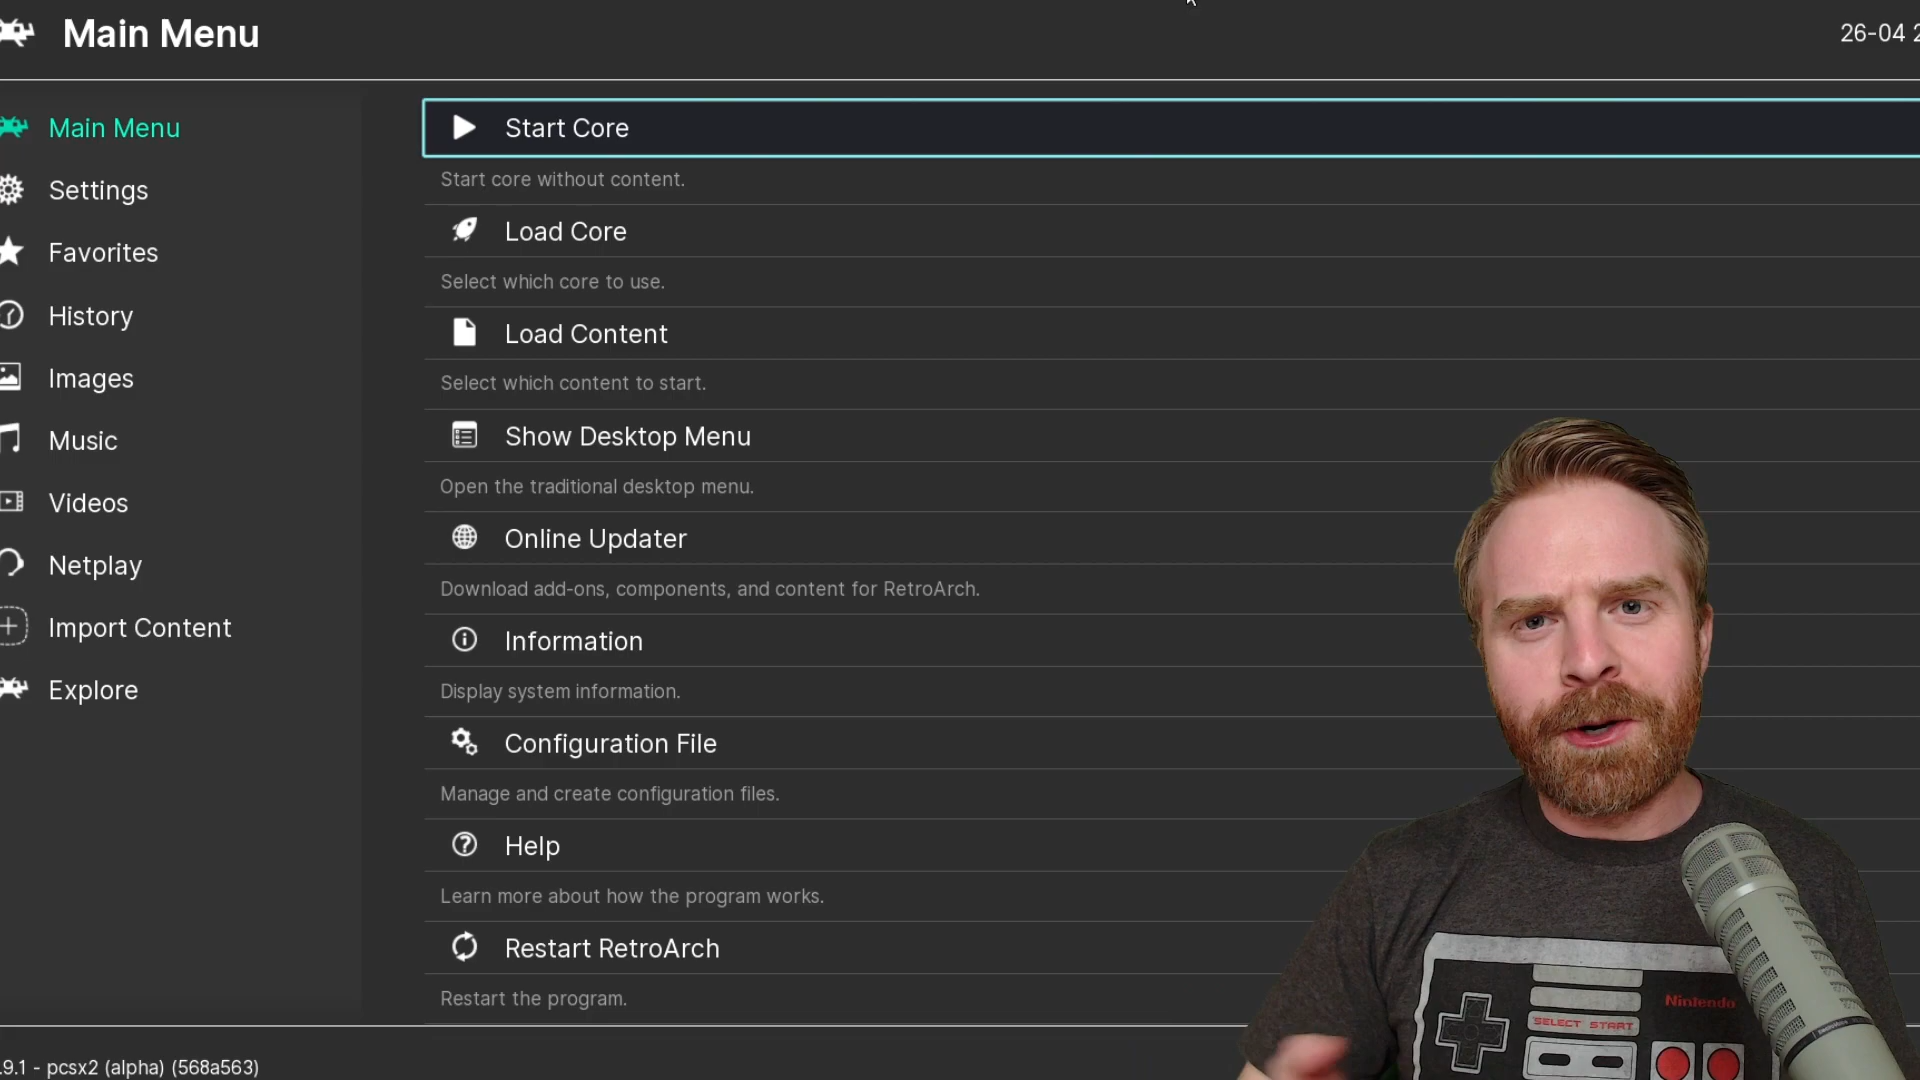 Main Menu
26-04 2
Main Menu
Settings
Favorites
History
Images
Music
Videos
Netplay
Import Content
Explore
Start Core
Start core without content.
Load Core
Select which core to use.
Load Content
Select which content to start.
Show Desktop Menu
Open the traditional desktop menu.
Online Updater
Download add-ons, components, and content for RetroArch.
Information
Display system information.
Configuration File
Manage and create configuration files.
Help
Learn more about how the program works.
Restart RetroArch
Restart the program.
.9.1 - pcsx2 (alpha) (568a563)
Nintendo
SELECT START